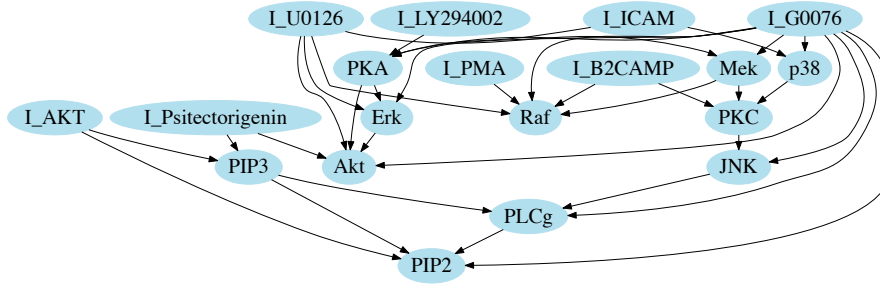 I_U0126 I_LY294002 I_ICAM I_G0076
PKA I_PMA I_B2CAMP Mek p38
I_AKT I_Psitectorigenin Erk Raf PKC
PIP3 Akt JNK
PLCg
PIP2